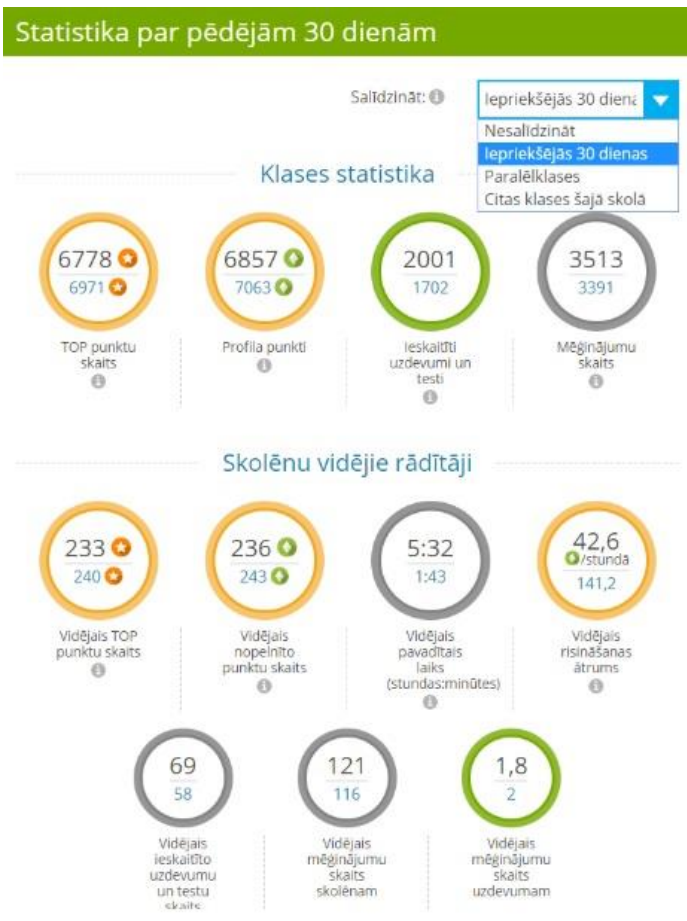 Statistika par pēdējām 30 dienām
Salīdzināt:
Iepriekšējās 30 diena
Nesalīdzināt
Iepriekšējās 30 dienas
Paralēlklases
Citas klases šajā skolā
Klases statistika
6778
6971
TOP punktu
skaits
6857
7063
Profila punkti
2001
1702
Ieskaitīti
uzdevumi un
testi
3513
3391
Mēģinājumu
skaits
Skolēnu vidējie rādītāji
233
240
Vidējais TOP
punktu skaits
236
243
Vidējais
nopelnīto
punktu skaits
5:32
1:43
Vidējais
pavadītais
laiks
(stundas:minūtes)
42,6
/stundā
141,2
Vidējais
risināšanas
ātrums
69
58
Vidējais
ieskaitīto
uzdevumu
un testu
skaits
121
116
Vidējais
mēģinājumu
skaits
skolēnam
1,8
2
Vidējais
mēģinājumu
skaits
uzdevumam